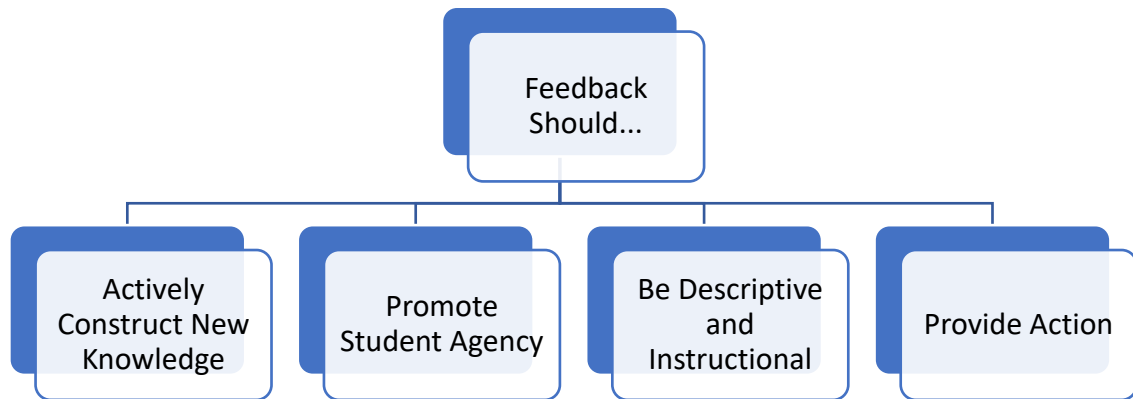 Feedback
Should...
Actively
Construct New
Knowledge
Promote
Student Agency
Be Descriptive
and
Instructional
Provide Action